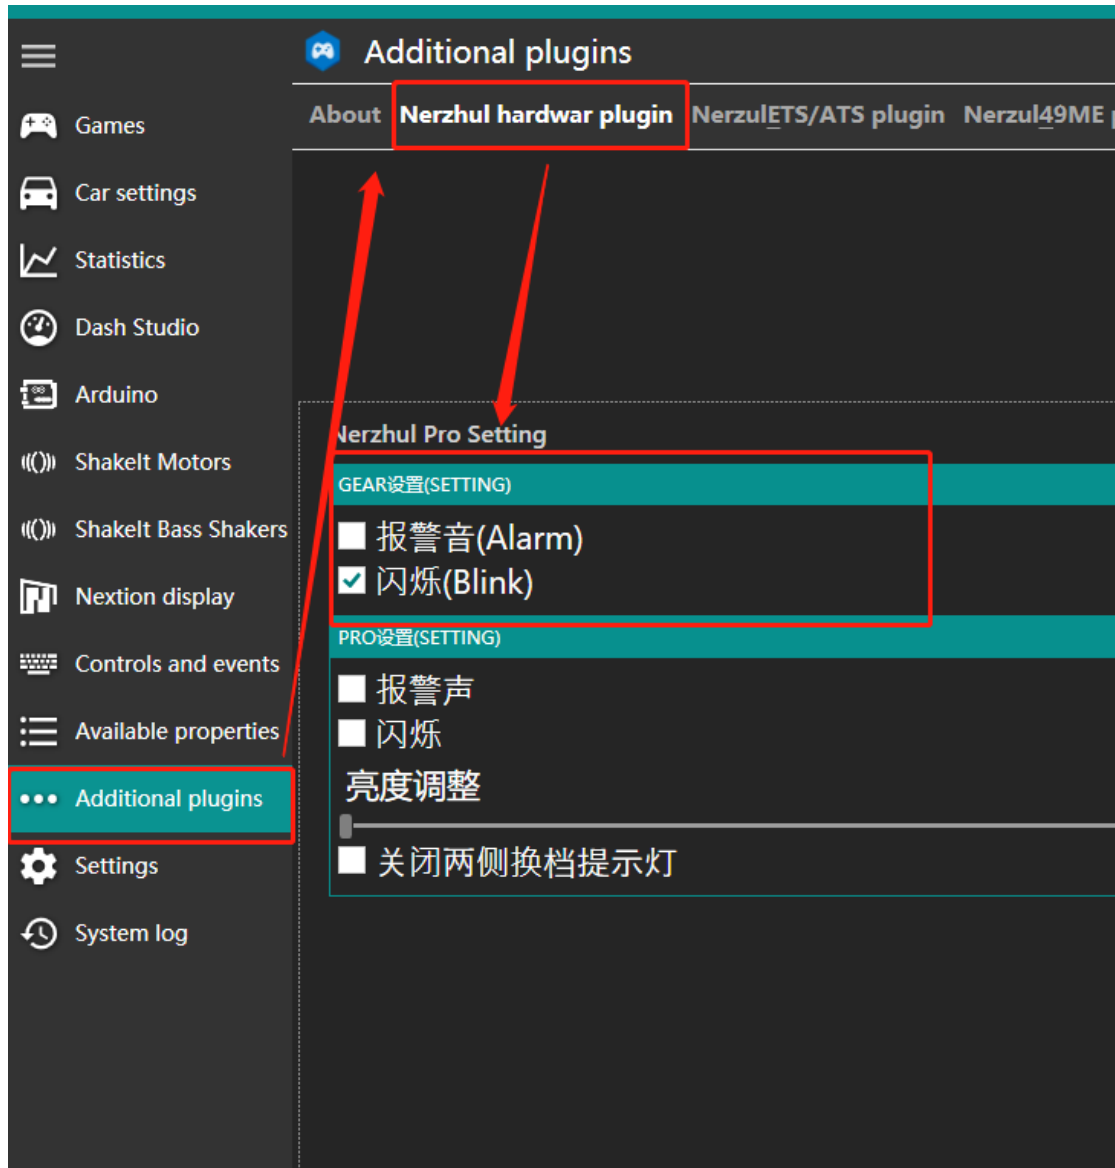 Additional plugins
About Nerzhul hardwar plugin NerzulETS/ATS plugin Nerzul49ME
Games
Car settings
Statistics
Dash Studio
Arduino
ShakeIt Motors
ShakeIt Bass Shakers
Nextion display
Controls and events
Available properties
Additional plugins
Settings
System log
Nerzhul Pro Setting
GEAR设置(SETTING)
报警音(Alarm)
闪烁(Blink)
PRO设置(SETTING)
报警声
闪烁
亮度调整
关闭两侧换档提示灯